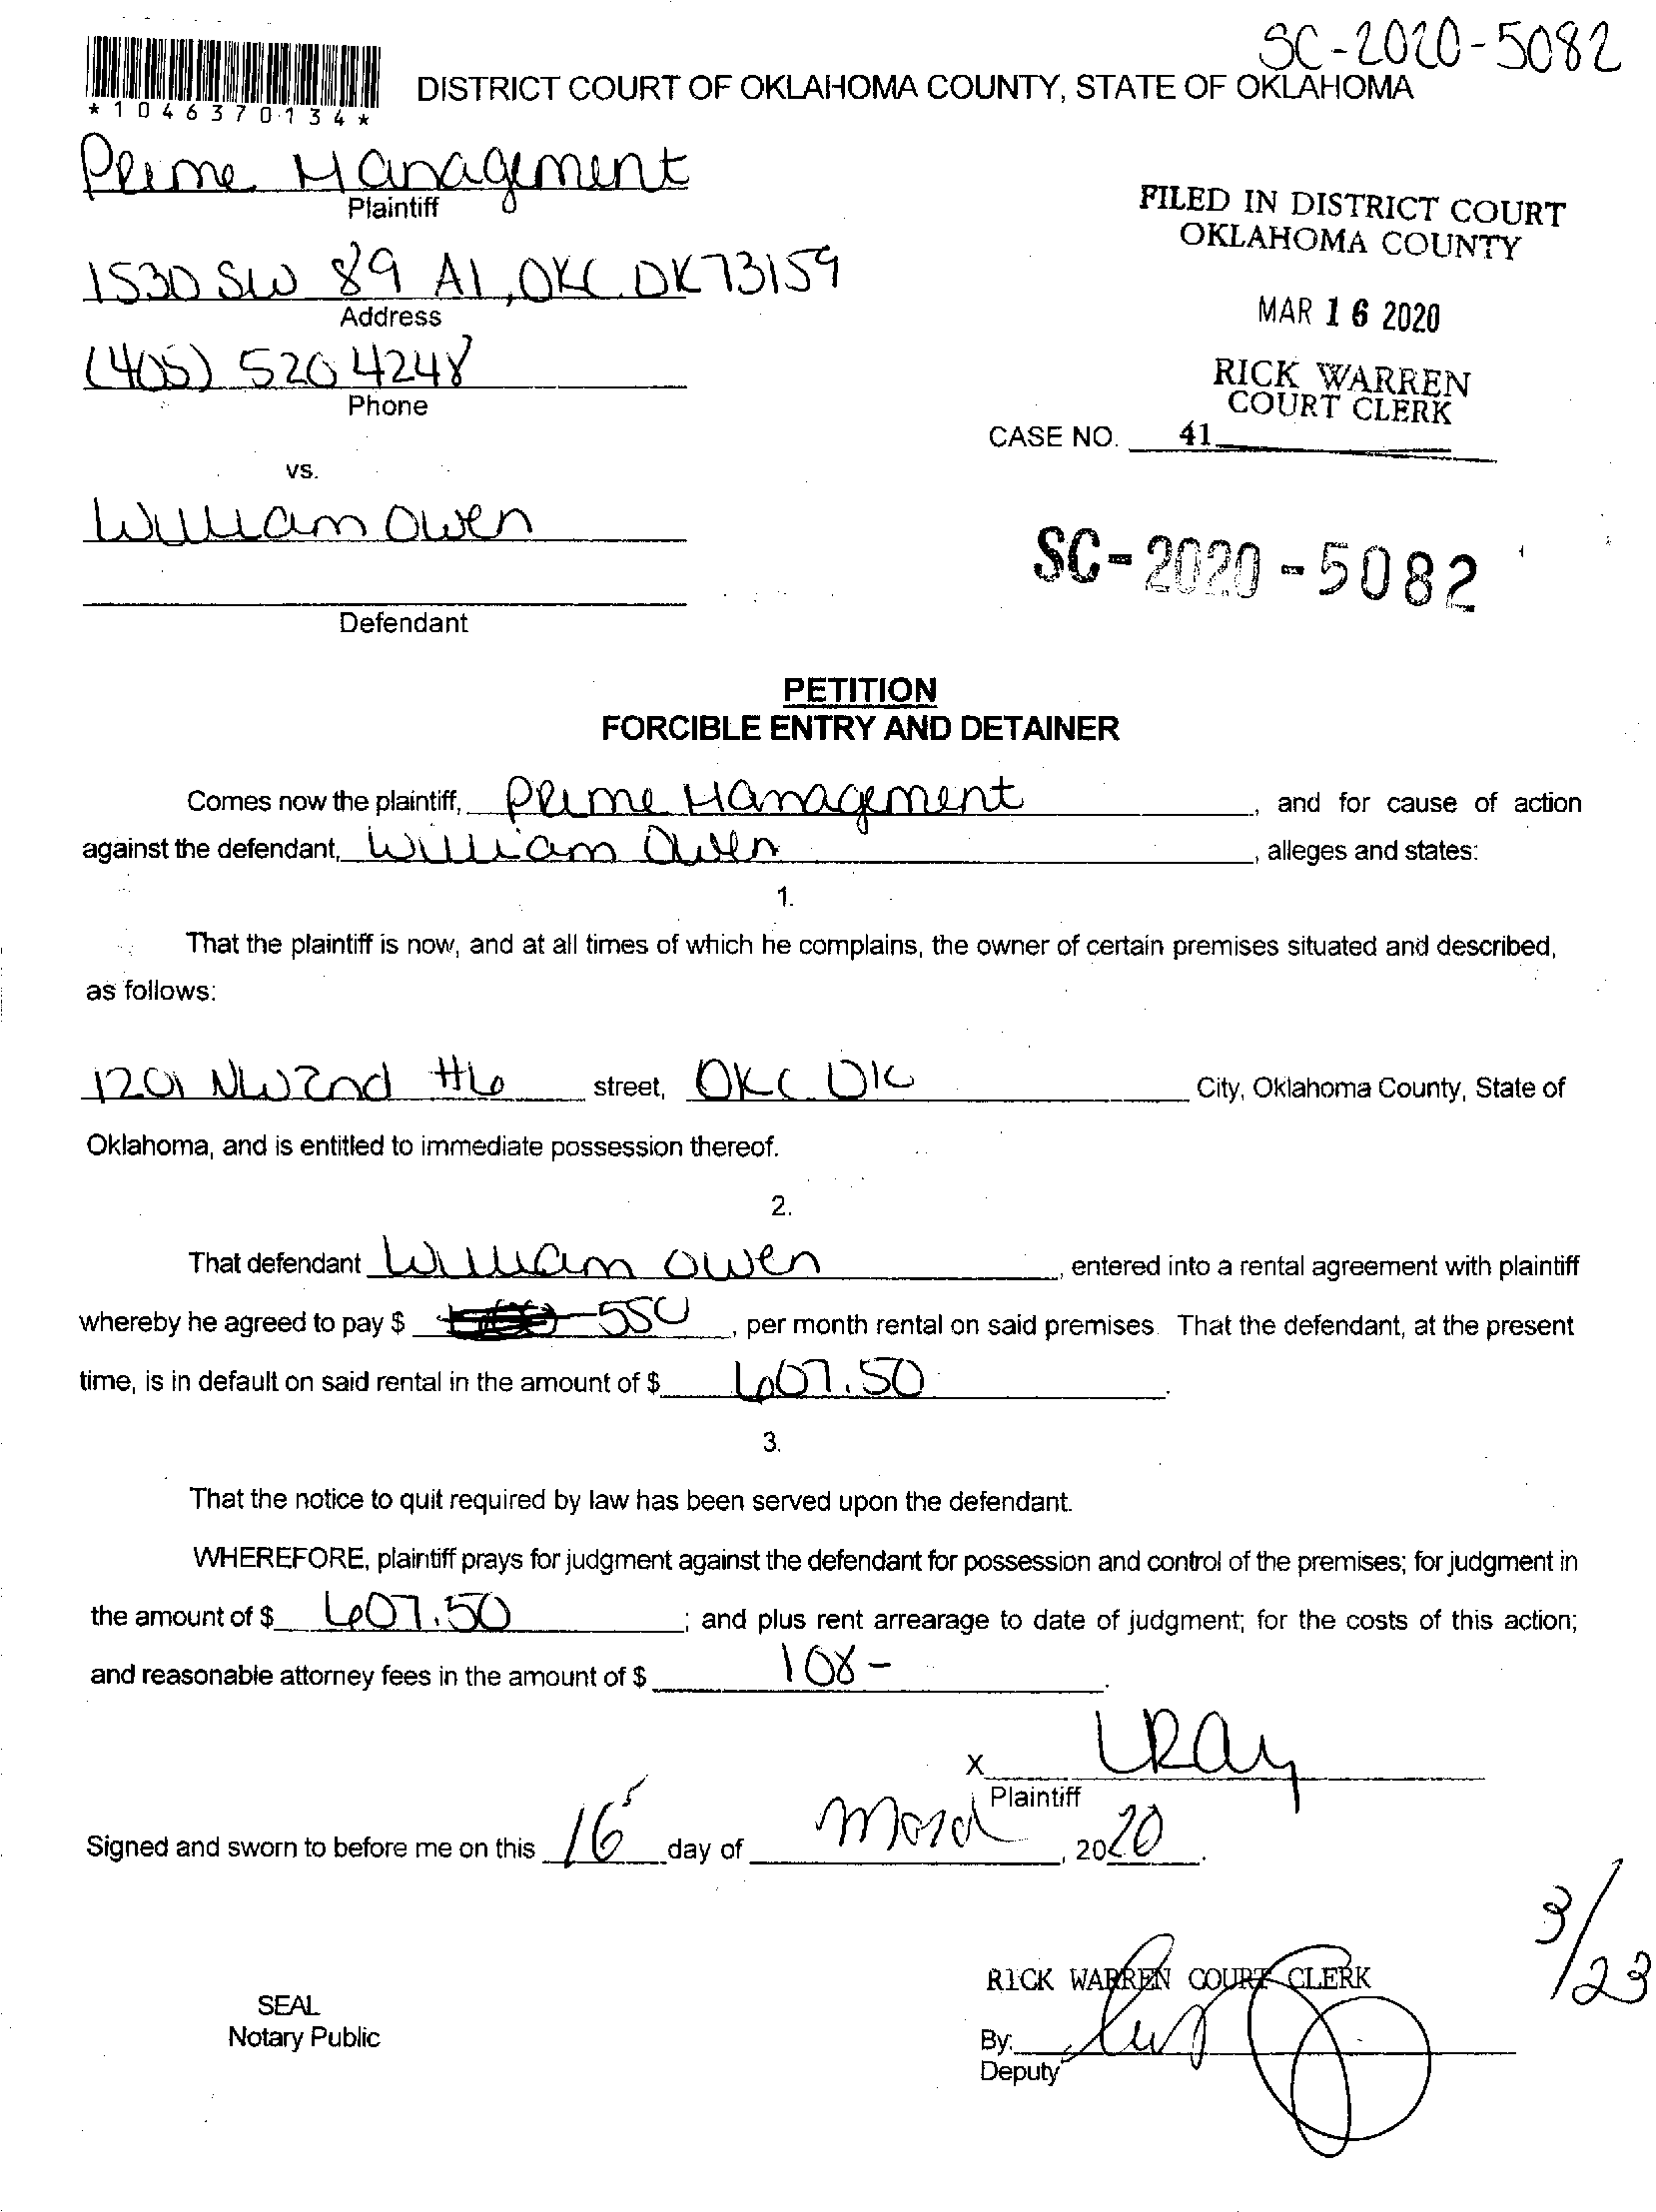 SC-2020-5082
*1046370134*
DISTRICT COURT OF OKLAHOMA COUNTY, STATE OF OKLAHOMA
Prime Management
Plaintiff
FILED IN DISTRICT COURT
OKLAHOMA COUNTY
1530 SW 89 A1, OKC OK 73159
Address
MAR 16 2020
(405) 520 4248
Phone
RICK WARREN
COURT CLERK
CASE NO. 41
vs.
William Owen
SC-2020-5082
Defendant
PETITION
FORCIBLE ENTRY AND DETAINER
Comes now the plaintiff, Prime Management, and for cause of action
against the defendant, William Owen, alleges and states:
1.
That the plaintiff is now, and at all times of which he complains, the owner of certain premises situated and described,
as follows:
1201 NW 2nd #6 street, OKC OK City, Oklahoma County, State of
Oklahoma, and is entitled to immediate possession thereof.
2.
That defendant William Owen, entered into a rental agreement with plaintiff
whereby he agreed to pay $ 550, per month rental on said premises. That the defendant, at the present
time, is in default on said rental in the amount of $ 607.50.
3.
That the notice to quit required by law has been served upon the defendant.
WHEREFORE, plaintiff prays for judgment against the defendant for possession and control of the premises; for judgment in
the amount of $ 607.50; and plus rent arrearage to date of judgment; for the costs of this action;
and reasonable attorney fees in the amount of $ 108-.
X LRay
Plaintiff
Signed and sworn to before me on this 16 day of March, 2020.
3/23
RICK WARREN COURT CLERK
SEAL
Notary Public
By:
Deputy